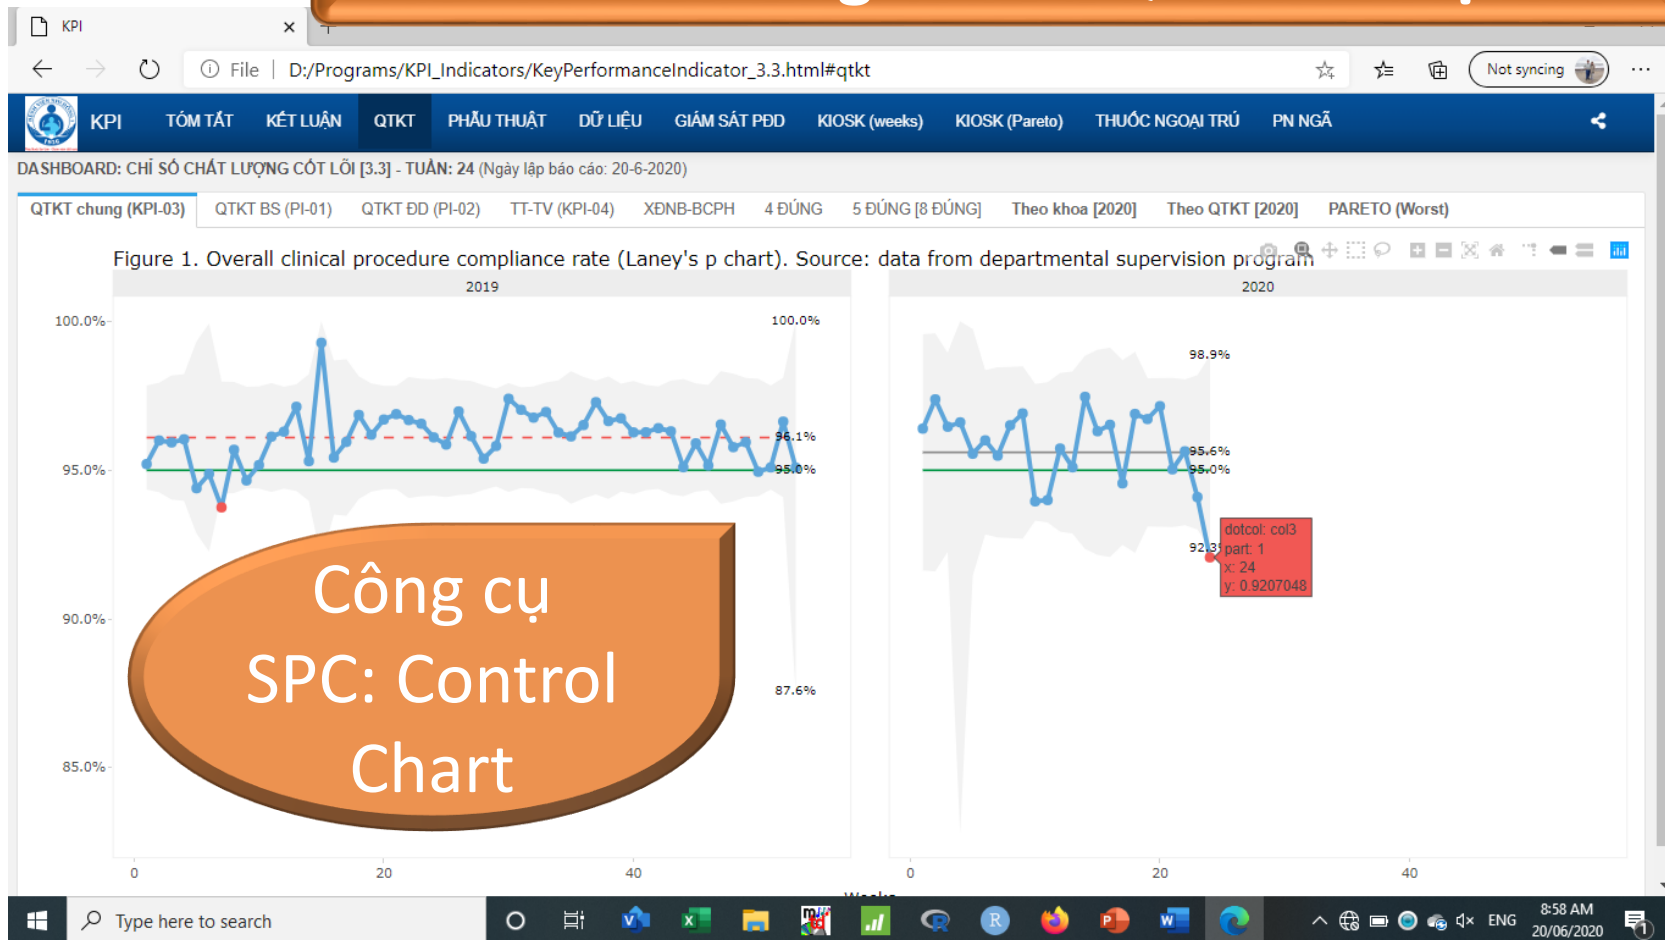 KPI
File | D:/Programs/KPI_Indicators/KeyPerformanceIndicator_3.3.html#qtkt
Not syncing
KPI TÓM TẮT KẾT LUẬN QTKT PHẪU THUẬT DỮ LIỆU GIÁM SÁT PĐD KIOSK (weeks) KIOSK (Pareto) THUỐC NGOẠI TRÚ PN NGÃ
DASHBOARD: CHỈ SỐ CHẤT LƯỢNG CỐT LÕI [3.3] - TUẦN: 24 (Ngày lập báo cáo: 20-6-2020)
QTKT chung (KPI-03) QTKT BS (PI-01) QTKT ĐD (PI-02) TT-TV (KPI-04) XĐNB-BCPH 4 ĐÚNG 5 ĐÚNG [8 ĐÚNG] Theo khoa [2020] Theo QTKT [2020] PARETO (Worst)
Figure 1. Overall clinical procedure compliance rate (Laney's p chart). Source: data from departmental supervision program
2019 2020
100.0% 100.0%
98.9%
96.1%
95.6%
95.0% 95.0% 95.0%
92.3%
dotcol: col3
part: 1
x: 24
y: 0.9207048
90.0%
87.6%
85.0%
Công cụ
SPC: Control
Chart
0 20 40 0 20 40
Weeks
Type here to search
ENG
8:58 AM
20/06/2020